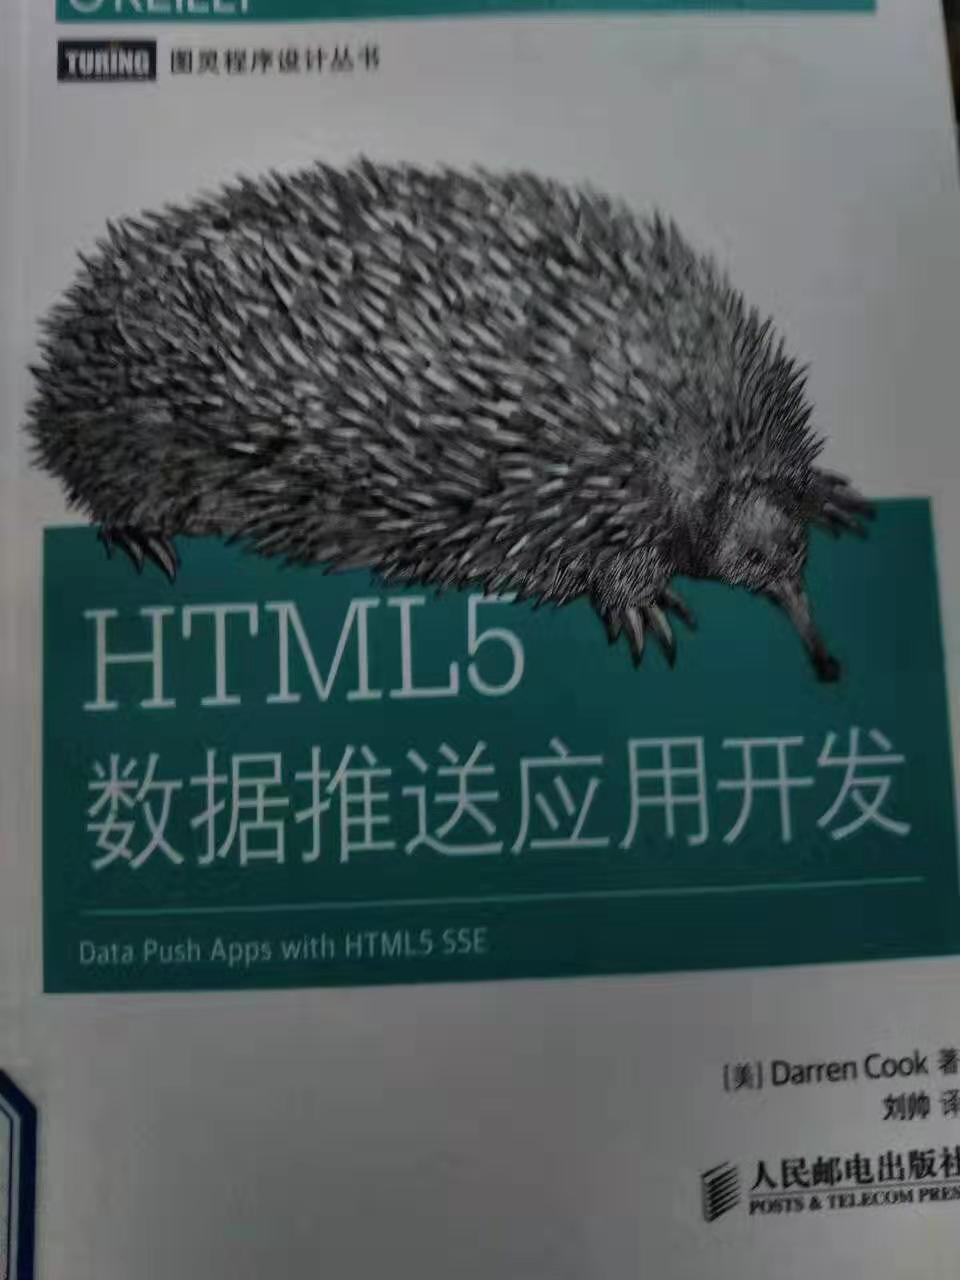 O'REILLY
TURING 图灵程序设计丛书
HTML5
数据推送应用开发
Data Push Apps with HTML5 SSE
[美] Darren Cook 著
刘帅 译
人民邮电出版社
POSTS & TELECOM PRESS